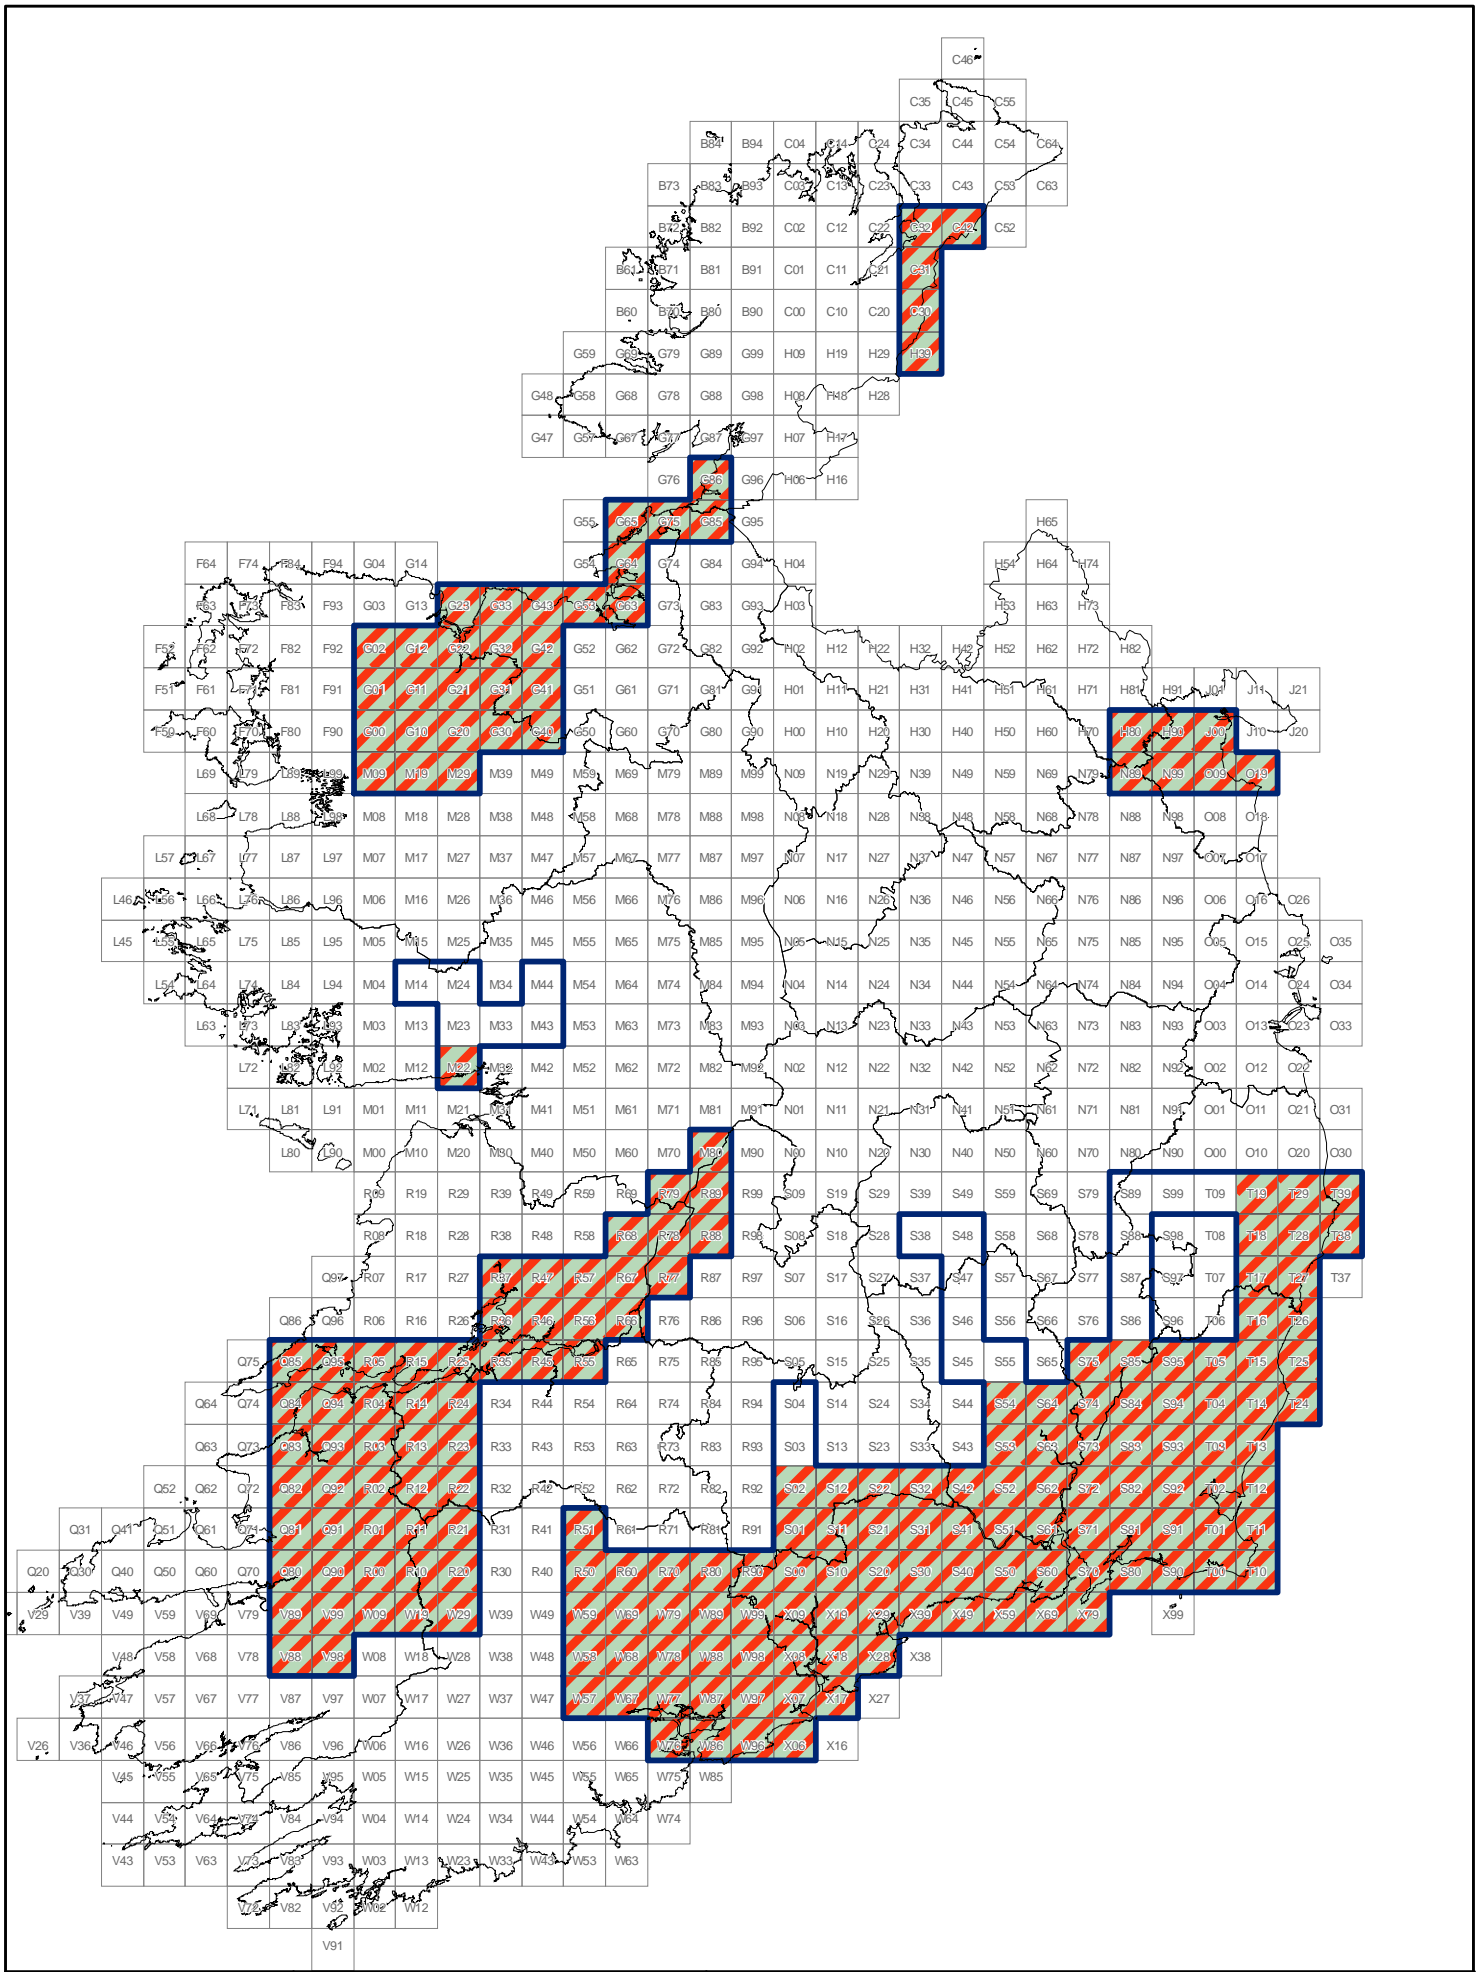 C46
C35 C45 C55
B84 B94 C04 C14 C24 C34 C44 C54 C64
B73 B83 B93 C03 C13 C23 C33 C43 C53 C63
B72 B82 B92 C02 C12 C22 C32 C42 C52
B61 B71 B81 B91 C01 C11 C21 C31
B60 B70 B80 B90 C00 C10 C20 C30
G59 G69 G79 G89 G99 H09 H19 H29 H39
G48 G58 G68 G78 G88 G98 H08 H18 H28
G47 G57 G67 G77 G87 G97 H07 H17
G76 G86 G96 H06 H16
G55 G65 G75 G85 G95 H65
F64 F74 F84 F94 G04 G14 G54 G64 G74 G84 G94 H04 H54 H64 H74
F63 F73 F83 F93 G03 G13 G23 G33 G43 G53 G63 G73 G83 G93 H03 H53 H63 H73
F52 F62 F72 F82 F92 G02 G12 G22 G32 G42 G52 G62 G72 G82 G92 H02 H12 H22 H32 H42 H52 H62 H72 H82
F51 F61 F71 F81 F91 G01 G11 G21 G31 G41 G51 G61 G71 G81 G91 H01 H11 H21 H31 H41 H51 H61 H71 H81 H91 J01 J11 J21
F50 F60 F70 F80 F90 G00 G10 G20 G30 G40 G50 G60 G70 G80 G90 H00 H10 H20 H30 H40 H50 H60 H70 H80 H90 J00 J10 J20
L69 L79 L89 L99 M09 M19 M29 M39 M49 M59 M69 M79 M89 M99 N09 N19 N29 N39 N49 N59 N69 N79 N89 N99 O09 O19
L68 L78 L88 L98 M08 M18 M28 M38 M48 M58 M68 M78 M88 M98 N08 N18 N28 N38 N48 N58 N68 N78 N88 N98 O08 O18
L57 L67 L77 L87 L97 M07 M17 M27 M37 M47 M57 M67 M77 M87 M97 N07 N17 N27 N37 N47 N57 N67 N77 N87 N97 O07 O17
L46 L56 L66 L76 L86 L96 M06 M16 M26 M36 M46 M56 M66 M76 M86 M96 N06 N16 N26 N36 N46 N56 N66 N76 N86 N96 O06 O16 O26
L45 L55 L65 L75 L85 L95 M05 M15 M25 M35 M45 M55 M65 M75 M85 M95 N05 N15 N25 N35 N45 N55 N65 N75 N85 N95 O05 O15 O25 O35
L54 L64 L74 L84 L94 M04 M14 M24 M34 M44 M54 M64 M74 M84 M94 N04 N14 N24 N34 N44 N54 N64 N74 N84 N94 O04 O14 O24 O34
L63 L73 L83 L93 M03 M13 M23 M33 M43 M53 M63 M73 M83 M93 N03 N13 N23 N33 N43 N53 N63 N73 N83 N93 O03 O13 O23 O33
L72 L82 L92 M02 M12 M22 M32 M42 M52 M62 M72 M82 M92 N02 N12 N22 N32 N42 N52 N62 N72 N82 N92 O02 O12 O22
L71 L81 L91 M01 M11 M21 M31 M41 M51 M61 M71 M81 M91 N01 N11 N21 N31 N41 N51 N61 N71 N81 N91 O01 O11 O21 O31
L80 L90 M00 M10 M20 M30 M40 M50 M60 M70 M80 M90 N00 N10 N20 N30 N40 N50 N60 N70 N80 N90 O00 O10 O20 O30
R09 R19 R29 R39 R49 R59 R69 R79 R89 R99 S09 S19 S29 S39 S49 S59 S69 S79 S89 S99 T09 T19 T29 T39
R08 R18 R28 R38 R48 R58 R68 R78 R88 R98 S08 S18 S28 S38 S48 S58 S68 S78 S88 S98 T08 T18 T28 T38
Q97 R07 R17 R27 R37 R47 R57 R67 R77 R87 R97 S07 S17 S27 S37 S47 S57 S67 S77 S87 S97 T07 T17 T27 T37
Q86 Q96 R06 R16 R26 R36 R46 R56 R66 R76 R86 R96 S06 S16 S26 S36 S46 S56 S66 S76 S86 S96 T06 T16 T26
Q75 Q85 Q95 R05 R15 R25 R35 R45 R55 R65 R75 R85 R95 S05 S15 S25 S35 S45 S55 S65 S75 S85 S95 T05 T15 T25
Q64 Q74 Q84 Q94 R04 R14 R24 R34 R44 R54 R64 R74 R84 R94 S04 S14 S24 S34 S44 S54 S64 S74 S84 S94 T04 T14 T24
Q63 Q73 Q83 Q93 R03 R13 R23 R33 R43 R53 R63 R73 R83 R93 S03 S13 S23 S33 S43 S53 S63 S73 S83 S93 T03 T13
Q52 Q62 Q72 Q82 Q92 R02 R12 R22 R32 R42 R52 R62 R72 R82 R92 S02 S12 S22 S32 S42 S52 S62 S72 S82 S92 T02 T12
Q31 Q41 Q51 Q61 Q71 Q81 Q91 R01 R11 R21 R31 R41 R51 R61 R71 R81 R91 S01 S11 S21 S31 S41 S51 S61 S71 S81 S91 T01 T11
Q20 Q30 Q40 Q50 Q60 Q70 Q80 Q90 R00 R10 R20 R30 R40 R50 R60 R70 R80 R90 S00 S10 S20 S30 S40 S50 S60 S70 S80 S90 T00 T10
V29 V39 V49 V59 V69 V79 V89 V99 W09 W19 W29 W39 W49 W59 W69 W79 W89 W99 X09 X19 X29 X39 X49 X59 X69 X79 X99
V48 V58 V68 V78 V88 V98 W08 W18 W28 W38 W48 W58 W68 W78 W88 W98 X08 X18 X28 X38
V37 V47 V57 V67 V77 V87 V97 W07 W17 W27 W37 W47 W57 W67 W77 W87 W97 X07 X17 X27
V26 V36 V46 V56 V66 V76 V86 V96 W06 W16 W26 W36 W46 W56 W66 W76 W86 W96 X06 X16
V45 V55 V65 V75 V85 V95 W05 W15 W25 W35 W45 W55 W65 W75 W85
V44 V54 V64 V74 V84 V94 W04 W14 W24 W34 W44 W54 W64 W74
V43 V53 V63 V73 V83 V93 W03 W13 W23 W33 W43 W53 W63
V72 V82 V92 W02 W12
V91